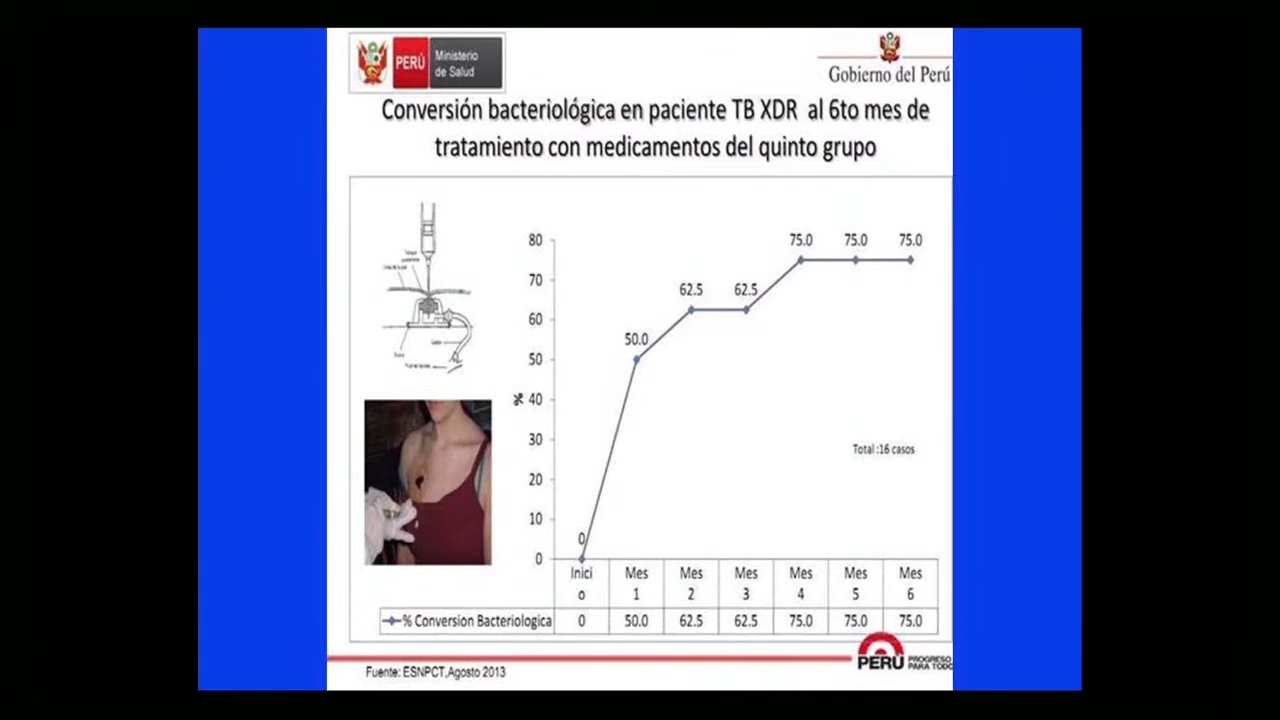 PERÚ
Ministerio
de Salud
Gobierno del Perú
Conversión bacteriológica en paciente TB XDR al 6to mes de
tratamiento con medicamentos del quinto grupo
80
70
60
50
40
30
20
10
0
%
0
50.0
62.5
62.5
75.0
75.0
75.0
Total :16 casos
Inici
o
Mes
1
Mes
2
Mes
3
Mes
4
Mes
5
Mes
6
% Conversion Bacteriologica 0 50.0 62.5 62.5 75.0 75.0 75.0
PERÚ
PROGRESO
PARA TODO
Fuente: ESNPCT,Agosto 2013